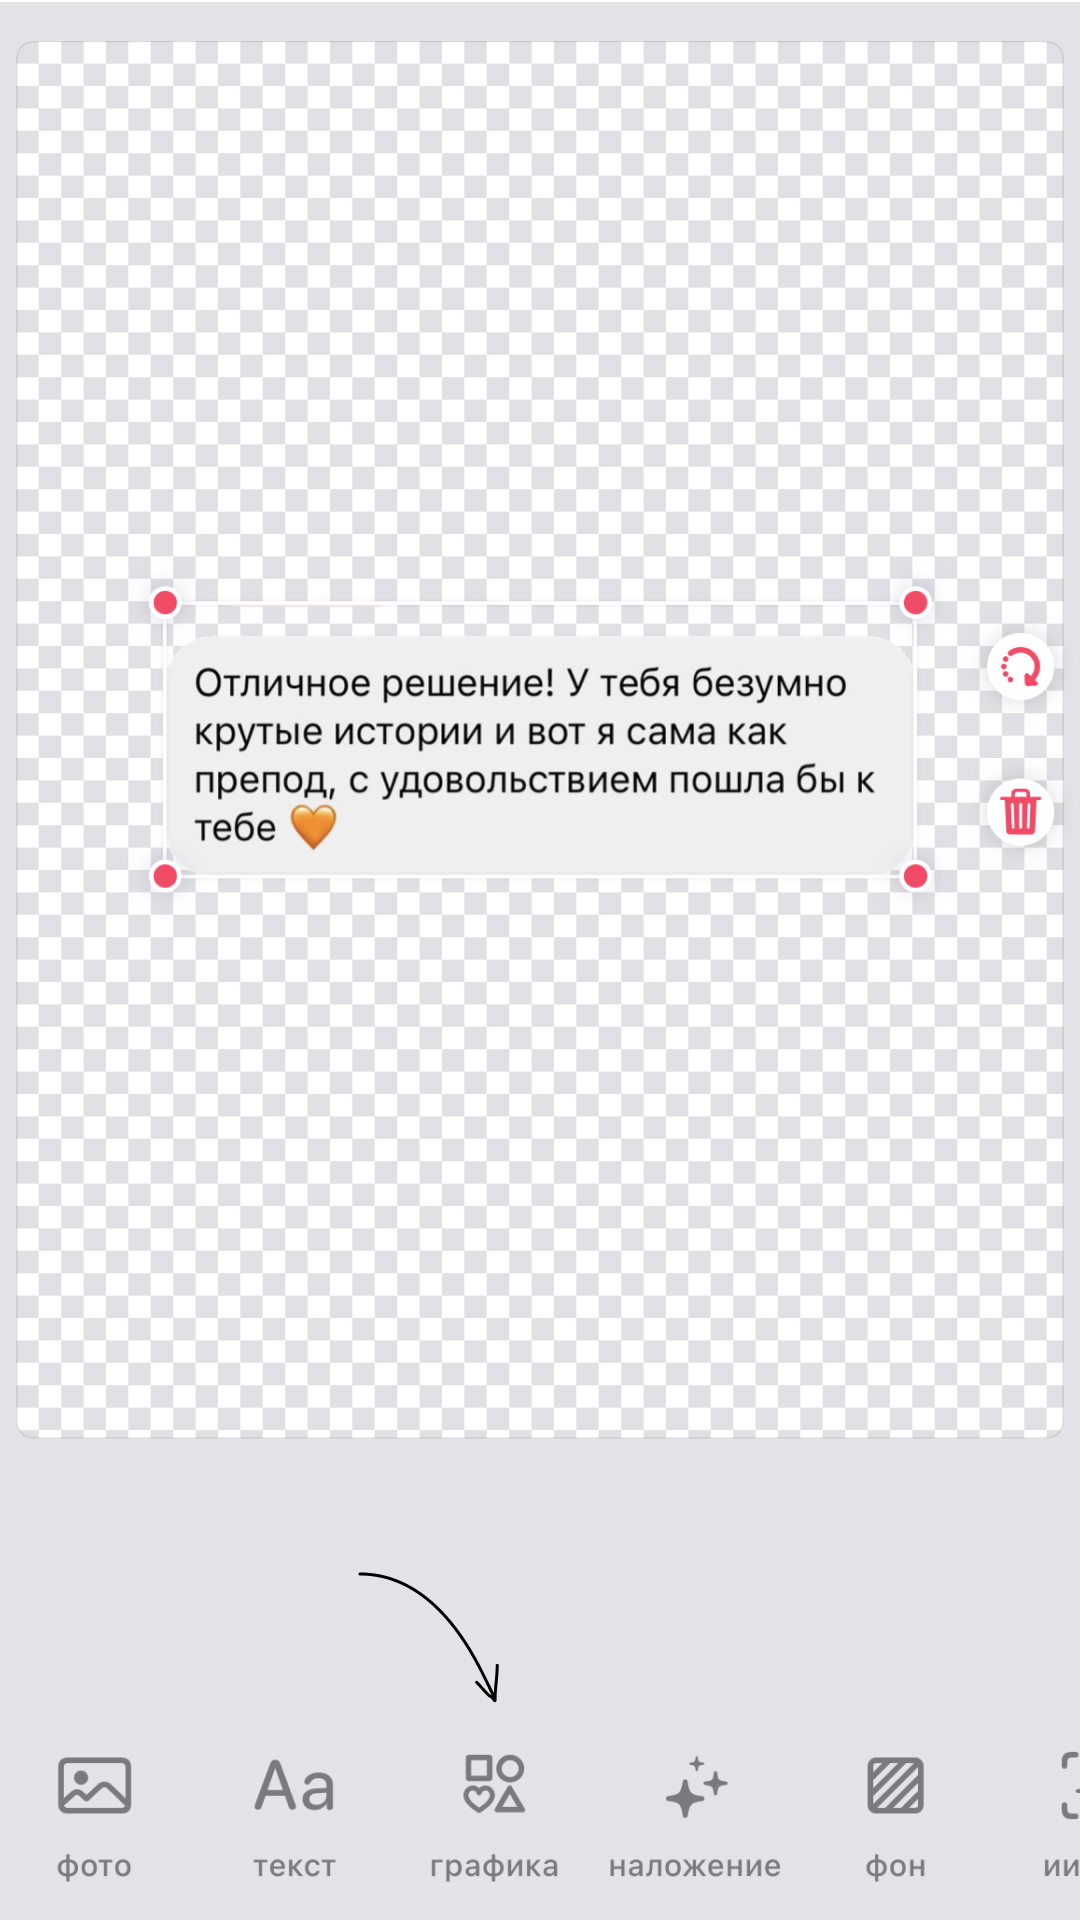 Отличное решение! У тебя безумно
крутые истории и вот я сама как
препод, с удовольствием пошла бы к
тебе 🧡
Aa
фото текст графика наложение фон ии